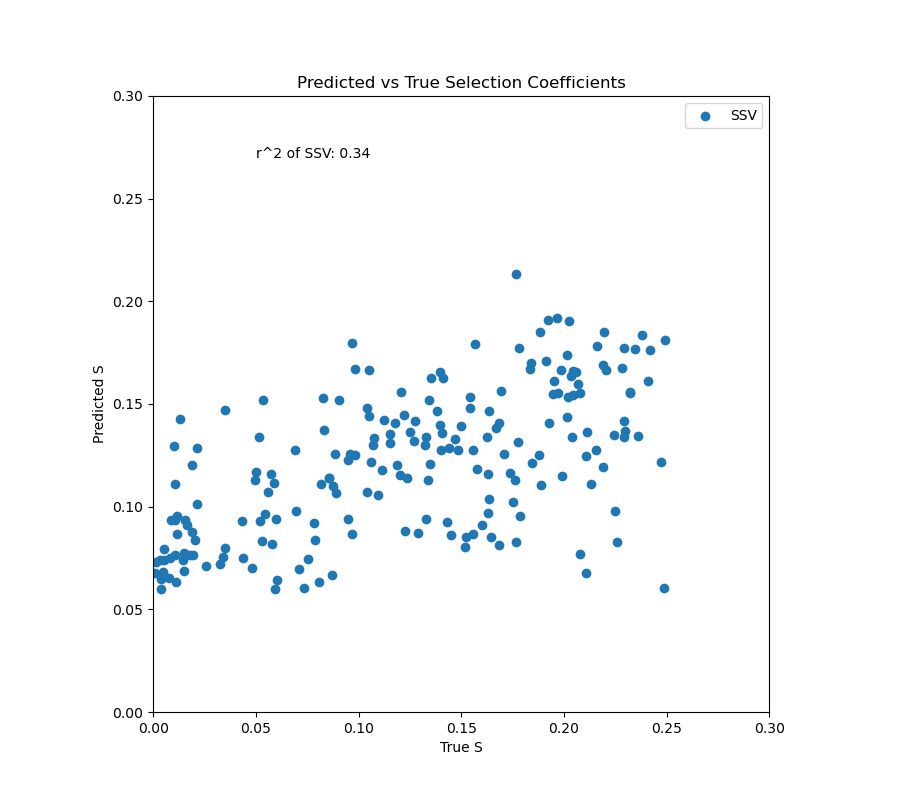 Predicted vs True Selection Coefficients
SSV
r^2 of SSV: 0.34
0.30
0.25
0.20
0.15
0.10
0.05
0.00
Predicted S
0.00 0.05 0.10 0.15 0.20 0.25 0.30
True S